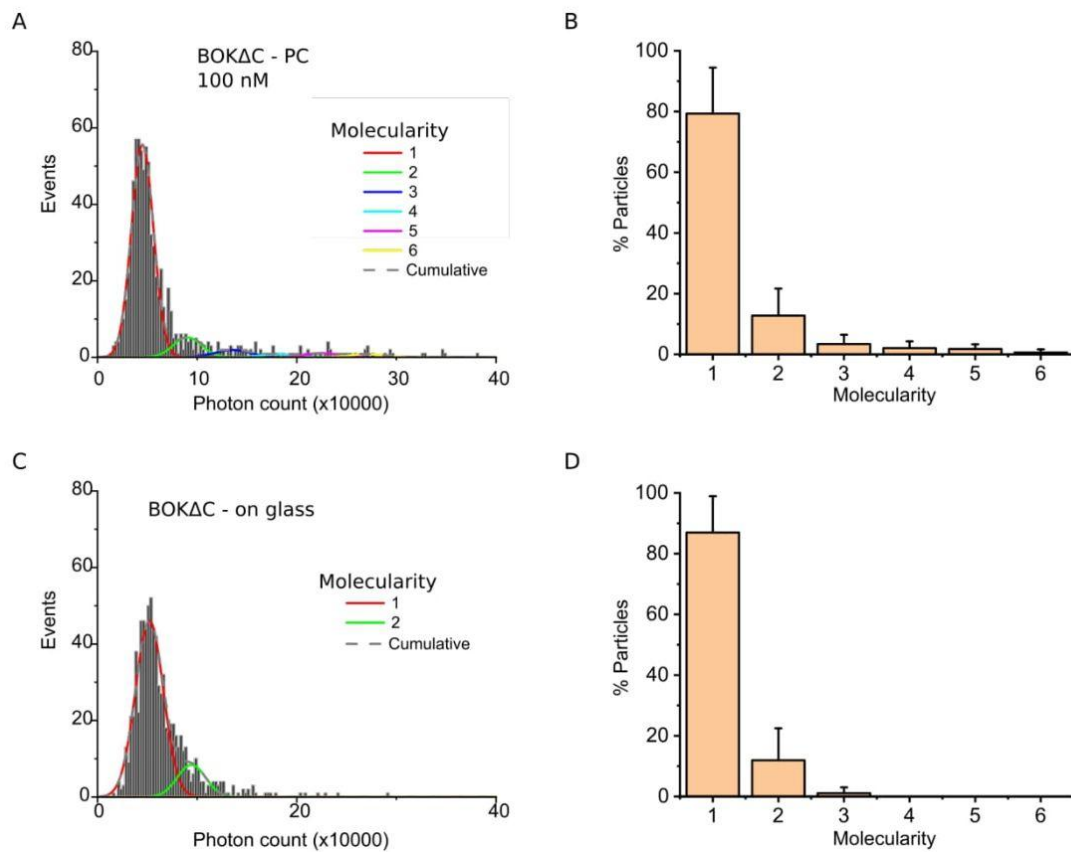 A
BOKΔC - PC
100 nM
Molecularity
1
2
3
4
5
6
Cumulative
Events
80
60
40
20
0
0 10 20 30 40
Photon count (x10000)
B
% Particles
100
80
60
40
20
0
1 2 3 4 5 6
Molecularity
C
BOKΔC - on glass
Molecularity
1
2
Cumulative
Events
80
60
40
20
0
0 10 20 30 40
Photon count (x10000)
D
% Particles
100
80
60
40
20
0
1 2 3 4 5 6
Molecularity